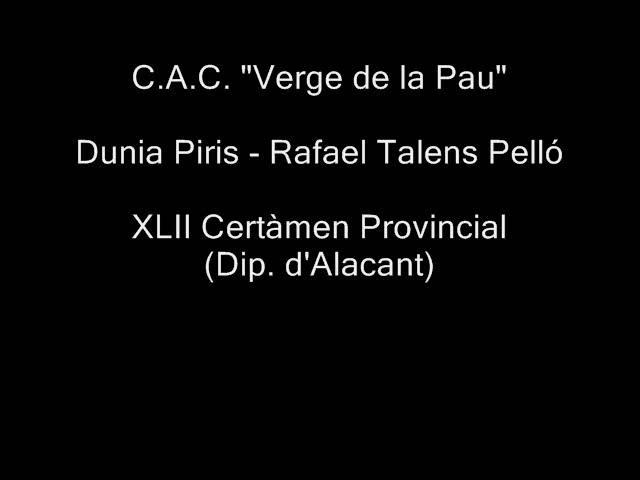 C.A.C. "Verge de la Pau"
Dunia Piris - Rafael Talens Pelló
XLII Certàmen Provincial
(Dip. d'Alacant)